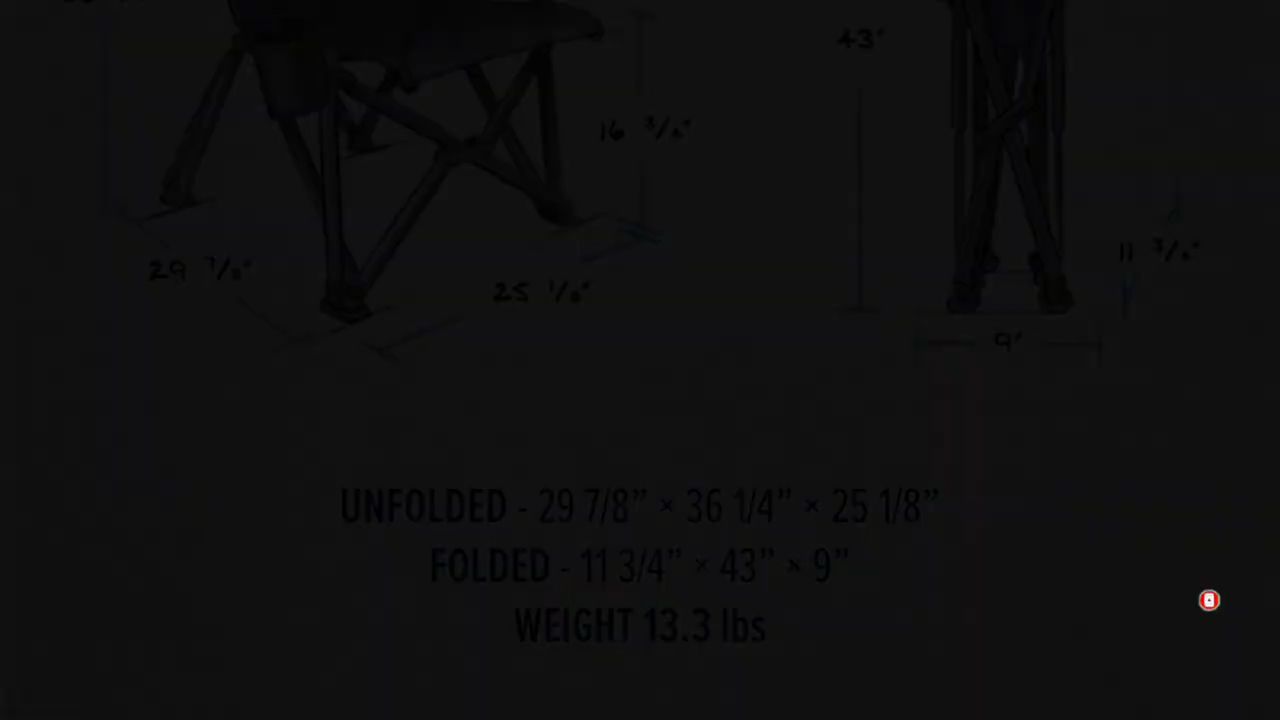 43"
16 3/4"
11 3/4"
29 7/8"
25 1/8"
9"
UNFOLDED - 29 7/8” × 36 1/4” × 25 1/8”
FOLDED - 11 3/4” × 43” × 9”
WEIGHT 13.3 lbs